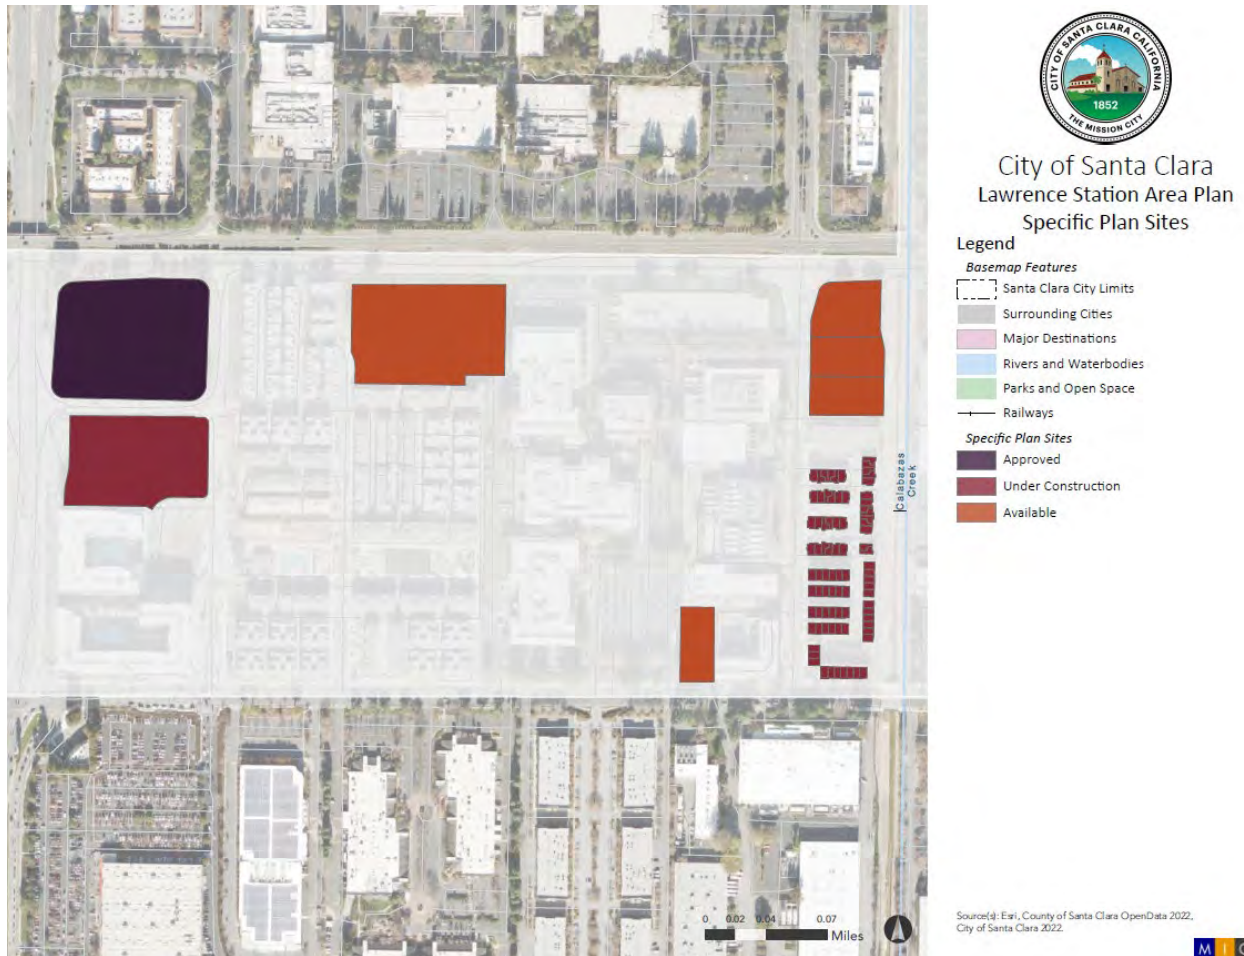 CITY OF SANTA CLARA CALIFORNIA
1852
THE MISSION CITY
City of Santa Clara
Lawrence Station Area Plan
Specific Plan Sites
Legend
Basemap Features
Santa Clara City Limits
Surrounding Cities
Major Destinations
Rivers and Waterbodies
Parks and Open Space
Railways
Specific Plan Sites
Approved
Under Construction
Available
Calabazas
Creek
0 0.02 0.04 0.07
Miles
Source(s): Esri, County of Santa Clara OpenData 2022,
City of Santa Clara 2022.
M I G